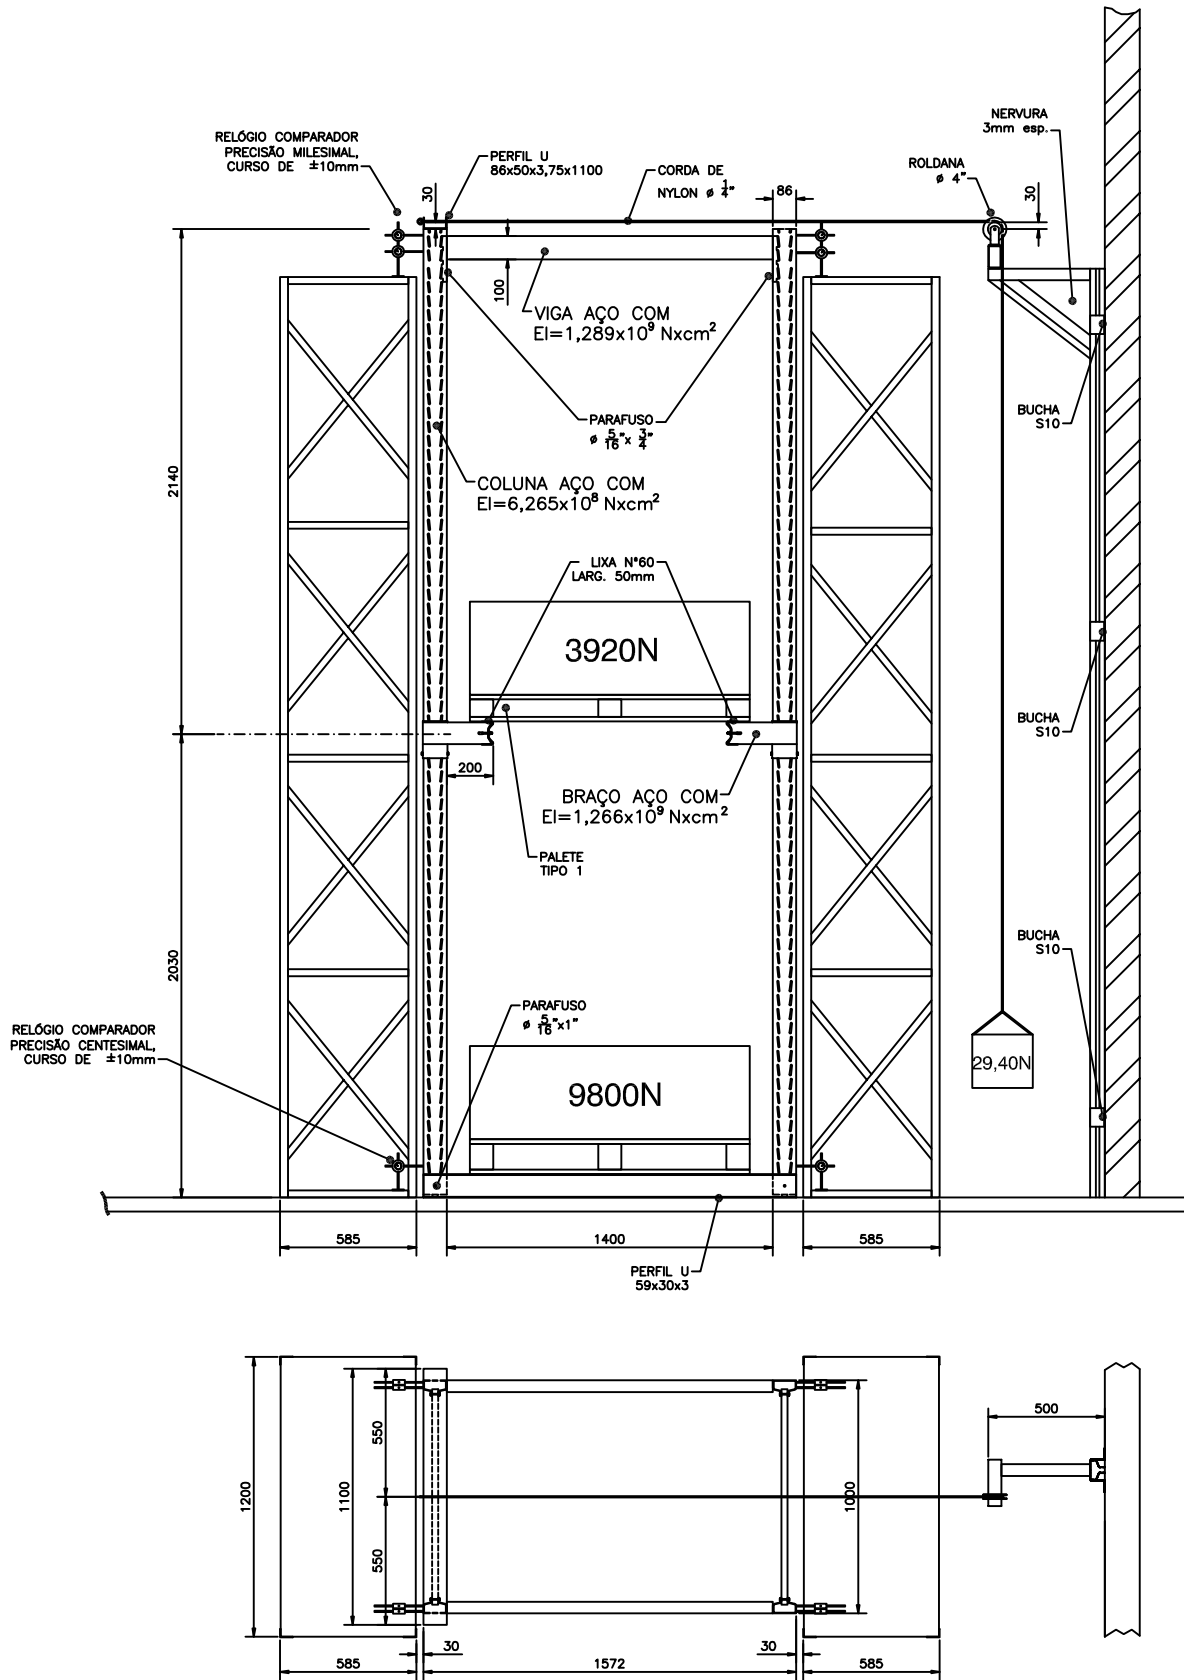 NERVURA
3mm esp.
RELÓGIO COMPARADOR
PRECISÃO MILESIMAL,
CURSO DE ±10mm
PERFIL U
86x50x3,75x1100
CORDA DE
NYLON ø 1/4"
ROLDANA
ø 4"
30
86
30
100
VIGA AÇO COM
EI=1,289x10⁹ Nxcm²
PARAFUSO
ø 5/16" x 3/4"
BUCHA
S10
2140
COLUNA AÇO COM
EI=6,265x10⁸ Nxcm²
LIXA N°60
LARG. 50mm
3920N
BUCHA
S10
200
BRAÇO AÇO COM
EI=1,266x10⁹ Nxcm²
PALETE
TIPO 1
2030
BUCHA
S10
PARAFUSO
ø 5/16"x1"
RELÓGIO COMPARADOR
PRECISÃO CENTESIMAL,
CURSO DE ±10mm
29,40N
9800N
585
1400
585
PERFIL U
59x30x3
500
550
1200
1100
1000
550
30
30
585
1572
585